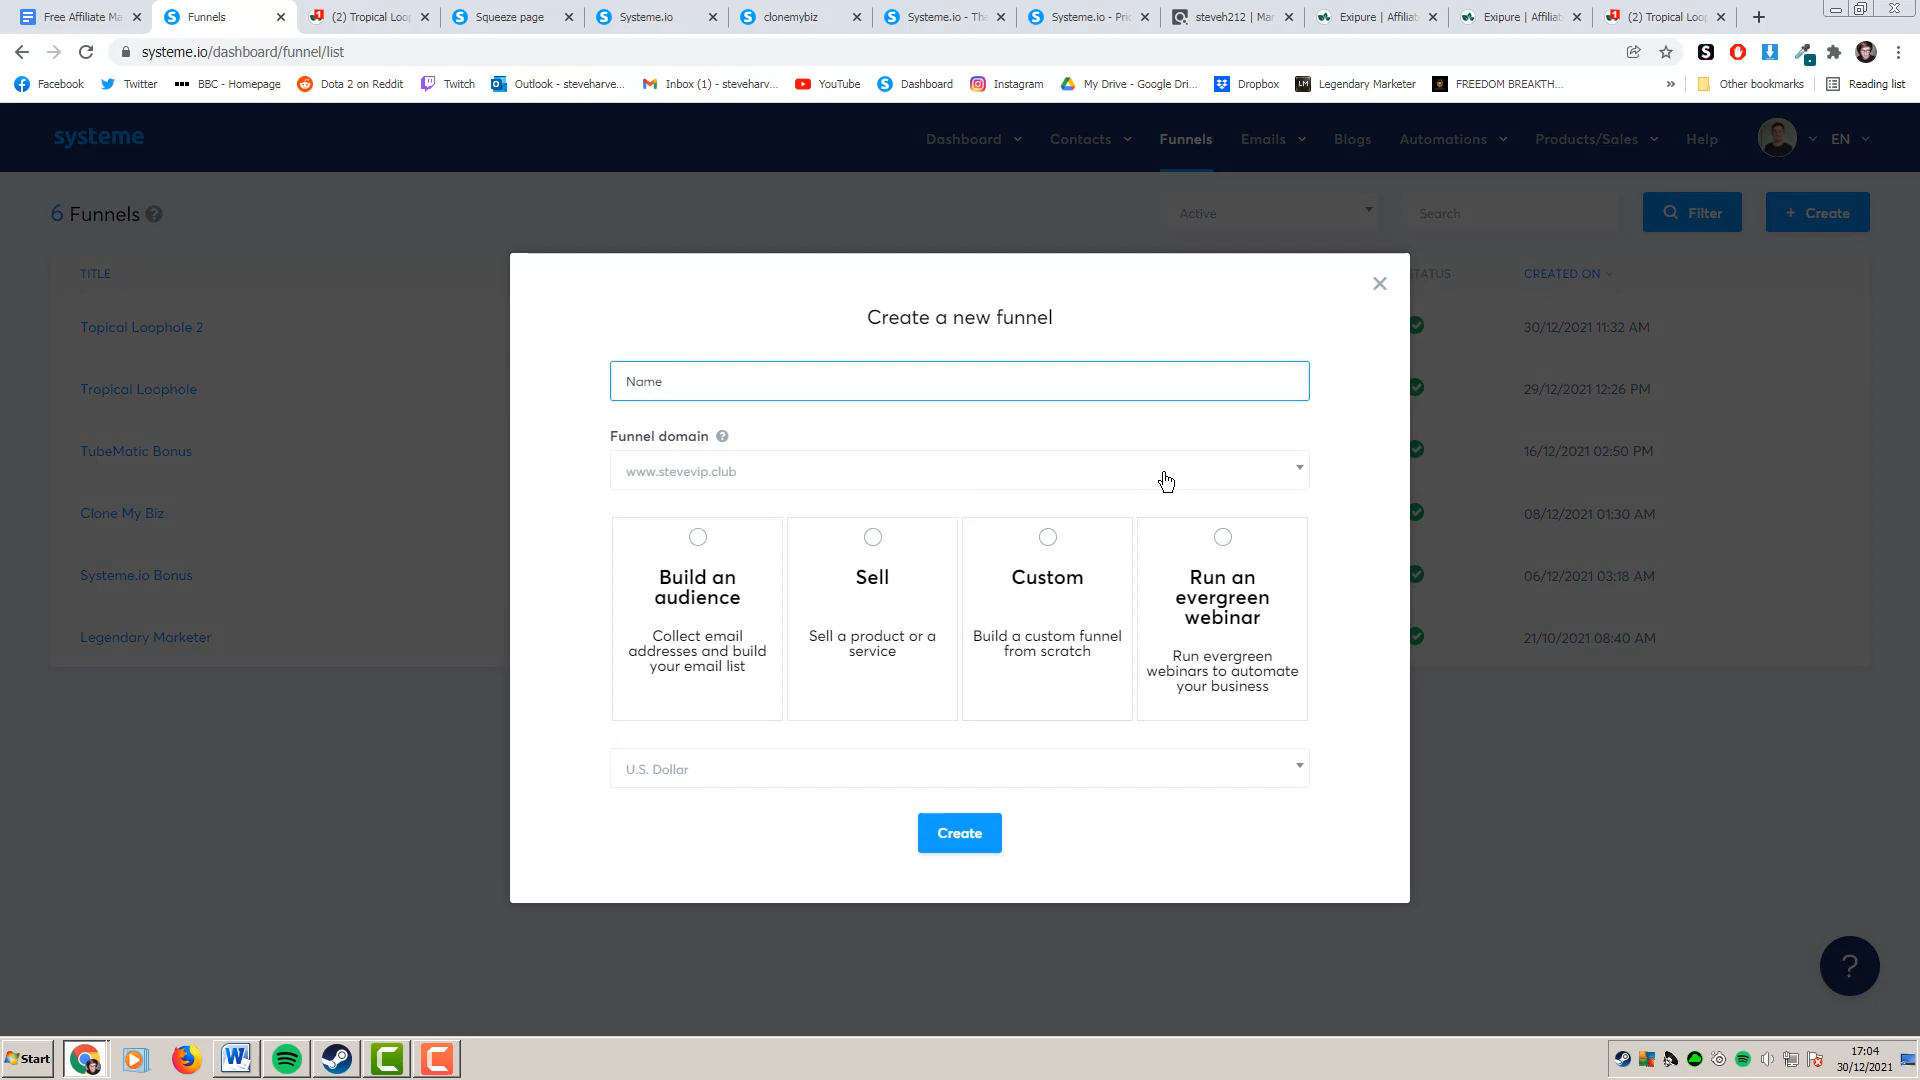 Free Affiliate Ma
Funnels
(2) Tropical Loo
Squeeze page
Systeme.io
clonemybiz
Systeme.io - The
Systeme.io - Pric
steveh212 | Mar
Exipure | Affiliat
Exipure | Affiliat
(2) Tropical Loo
systeme.io/dashboard/funnel/list
Facebook
Twitter
BBC - Homepage
Dota 2 on Reddit
Twitch
Outlook - steveharve...
Inbox (1) - steveharv...
YouTube
Dashboard
Instagram
My Drive - Google Dri...
Dropbox
Legendary Marketer
FREEDOM BREAKTH...
»
Other bookmarks
Reading list
systeme
Dashboard
Contacts
Funnels
Emails
Blogs
Automations
Products/Sales
Help
EN
6 Funnels ?
Active
Search
Filter
+ Create
TITLE
STATUS
CREATED ON
Topical Loophole 2
30/12/2021 11:32 AM
Tropical Loophole
29/12/2021 12:26 PM
TubeMatic Bonus
16/12/2021 02:50 PM
Clone My Biz
08/12/2021 01:30 AM
Systeme.io Bonus
06/12/2021 03:18 AM
Legendary Marketer
21/10/2021 08:40 AM
Create a new funnel
Name
Funnel domain ?
www.stevevip.club
Build an
audience
Collect email
addresses and build
your email list
Sell
Sell a product or a
service
Custom
Build a custom funnel
from scratch
Run an
evergreen
webinar
Run evergreen
webinars to automate
your business
U.S. Dollar
Create
?
Start
17:04
30/12/2021